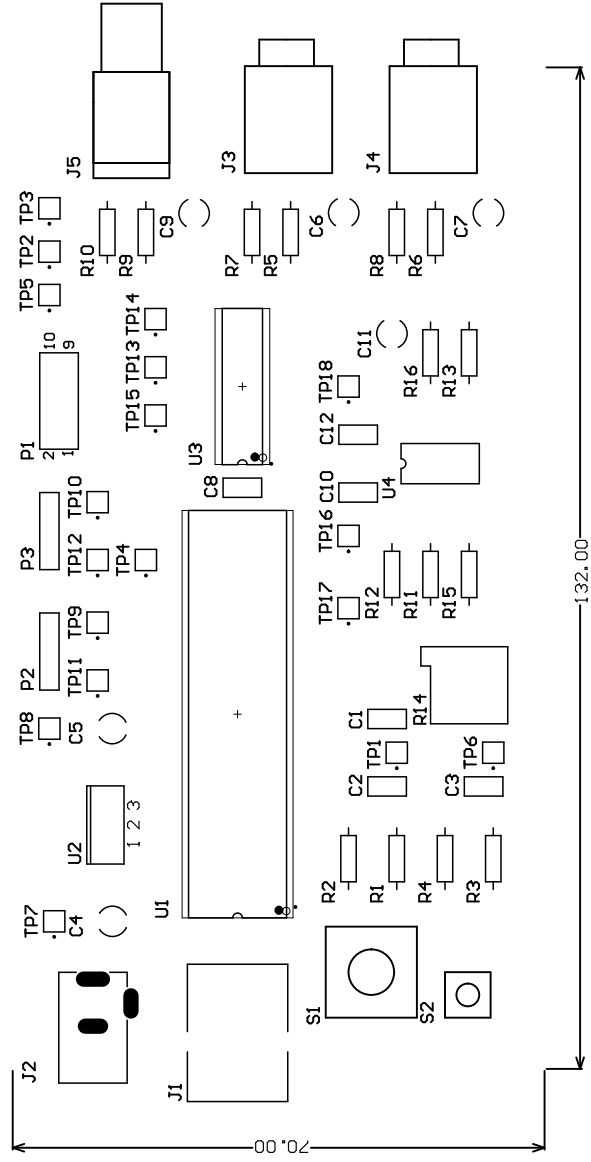 J5
J3
J4
TP3
TP2
TP5
R10
R9
C9
R7
R5
C6
R8
R6
C7
TP14
TP13
TP15
10
9
P1
2
1
U3
C8
C11
R16
R13
TP18
C12
C10
U4
TP16
TP17
R12
R11
R15
TP10
P3
TP12
TP4
TP9
P2
TP11
TP8
C5
132.00
R14
C1
TP1
TP6
C2
C3
U2
1 2 3
R2
R1
R4
R3
U1
TP7
C4
S1
S2
J2
J1
70.00